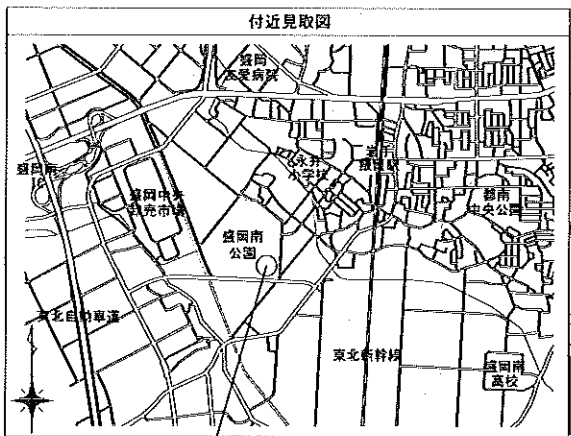 付近見取図
盛岡
友愛病院
盛岡南
IC
盛岡中央
卸売市場
永井
小学校
岩手
飯岡駅
都南
中央公園
盛岡南
公園
東北自動車道
東北新幹線
盛岡南
高校